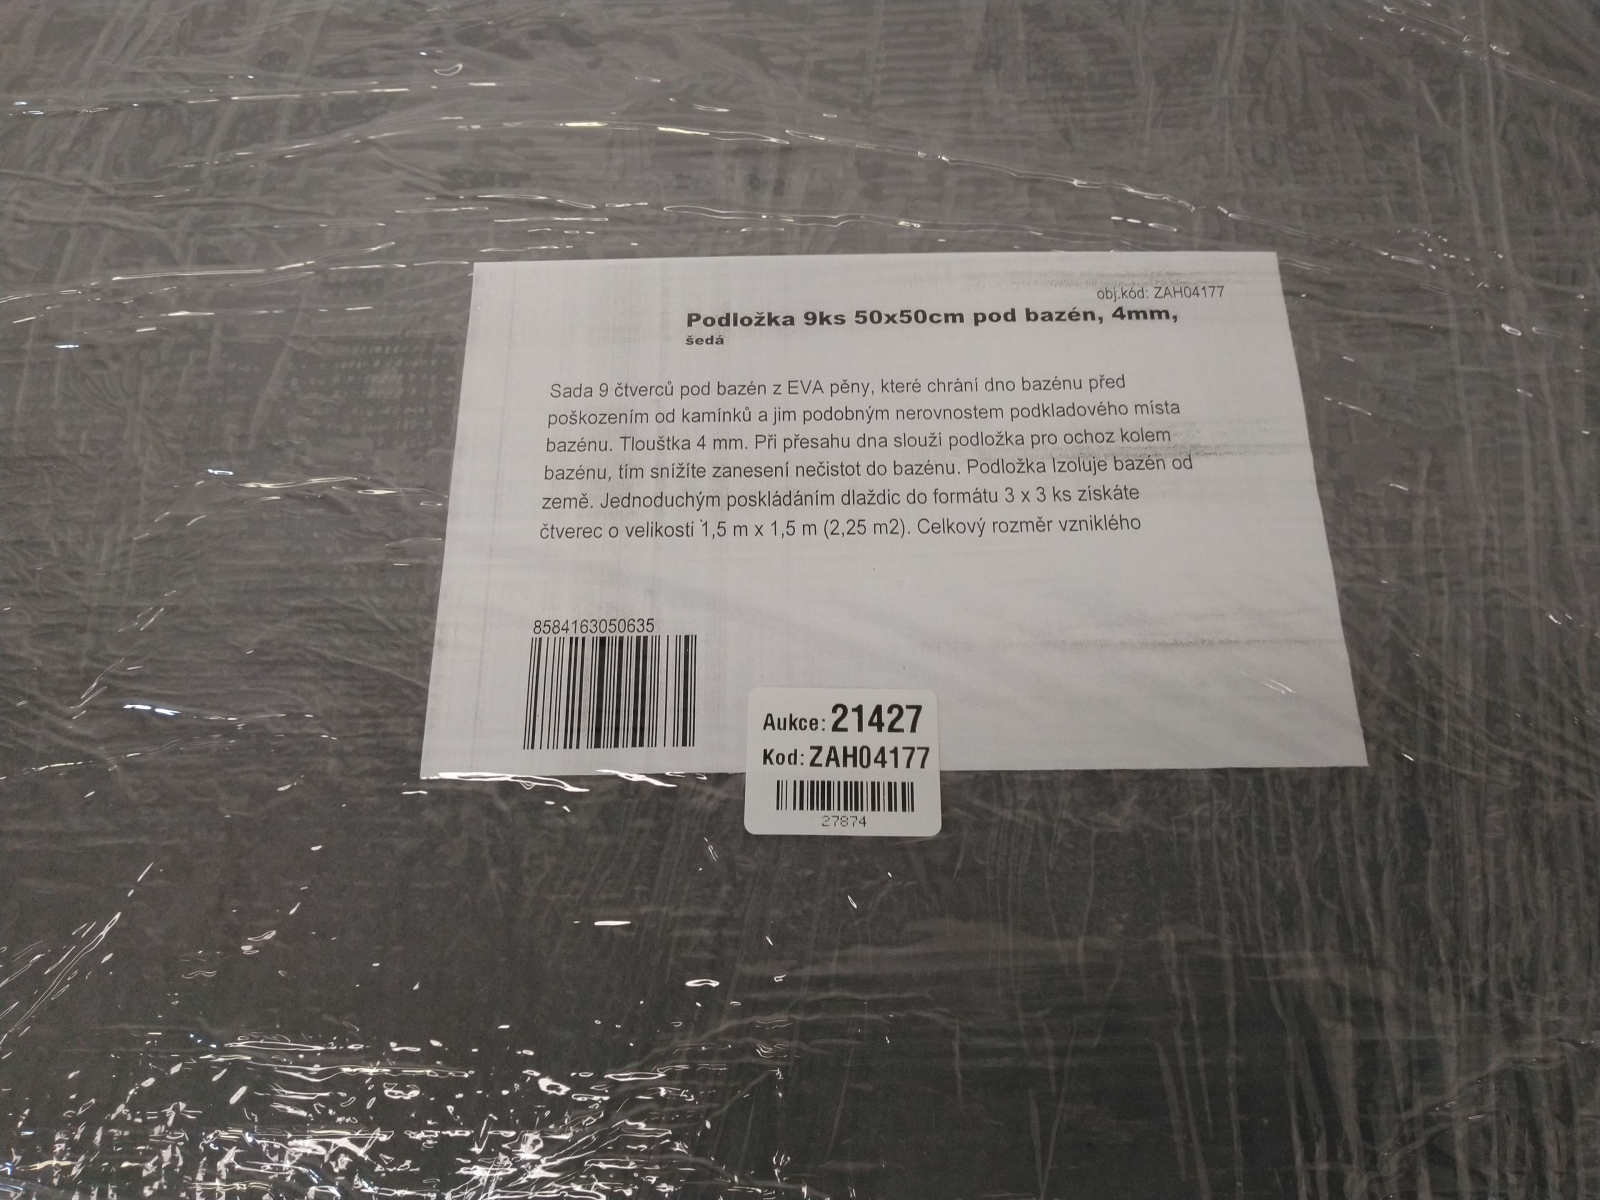 obj.kód: ZAH04177
Podložka 9ks 50x50cm pod bazén, 4mm,
šedá
Sada 9 čtverců pod bazén z EVA pěny, které chrání dno bazénu před
poškozením od kamínků a jim podobným nerovnostem podkladového místa
bazénu. Tlouštka 4 mm. Při přesahu dna slouži podložka pro ochoz kolem
bazénu, tím snížíte zanesení nečistot do bazénu. Podložka Izoluje bazén od
země. Jednoduchým poskládáním dlaždic do formátu 3 x 3 ks získáte
čtverec o velikosti 1,5 m x 1,5 m (2,25 m2). Celkový rozměr vzniklého
8584163050635
Aukce: 21427
Kod: ZAH04177
27874